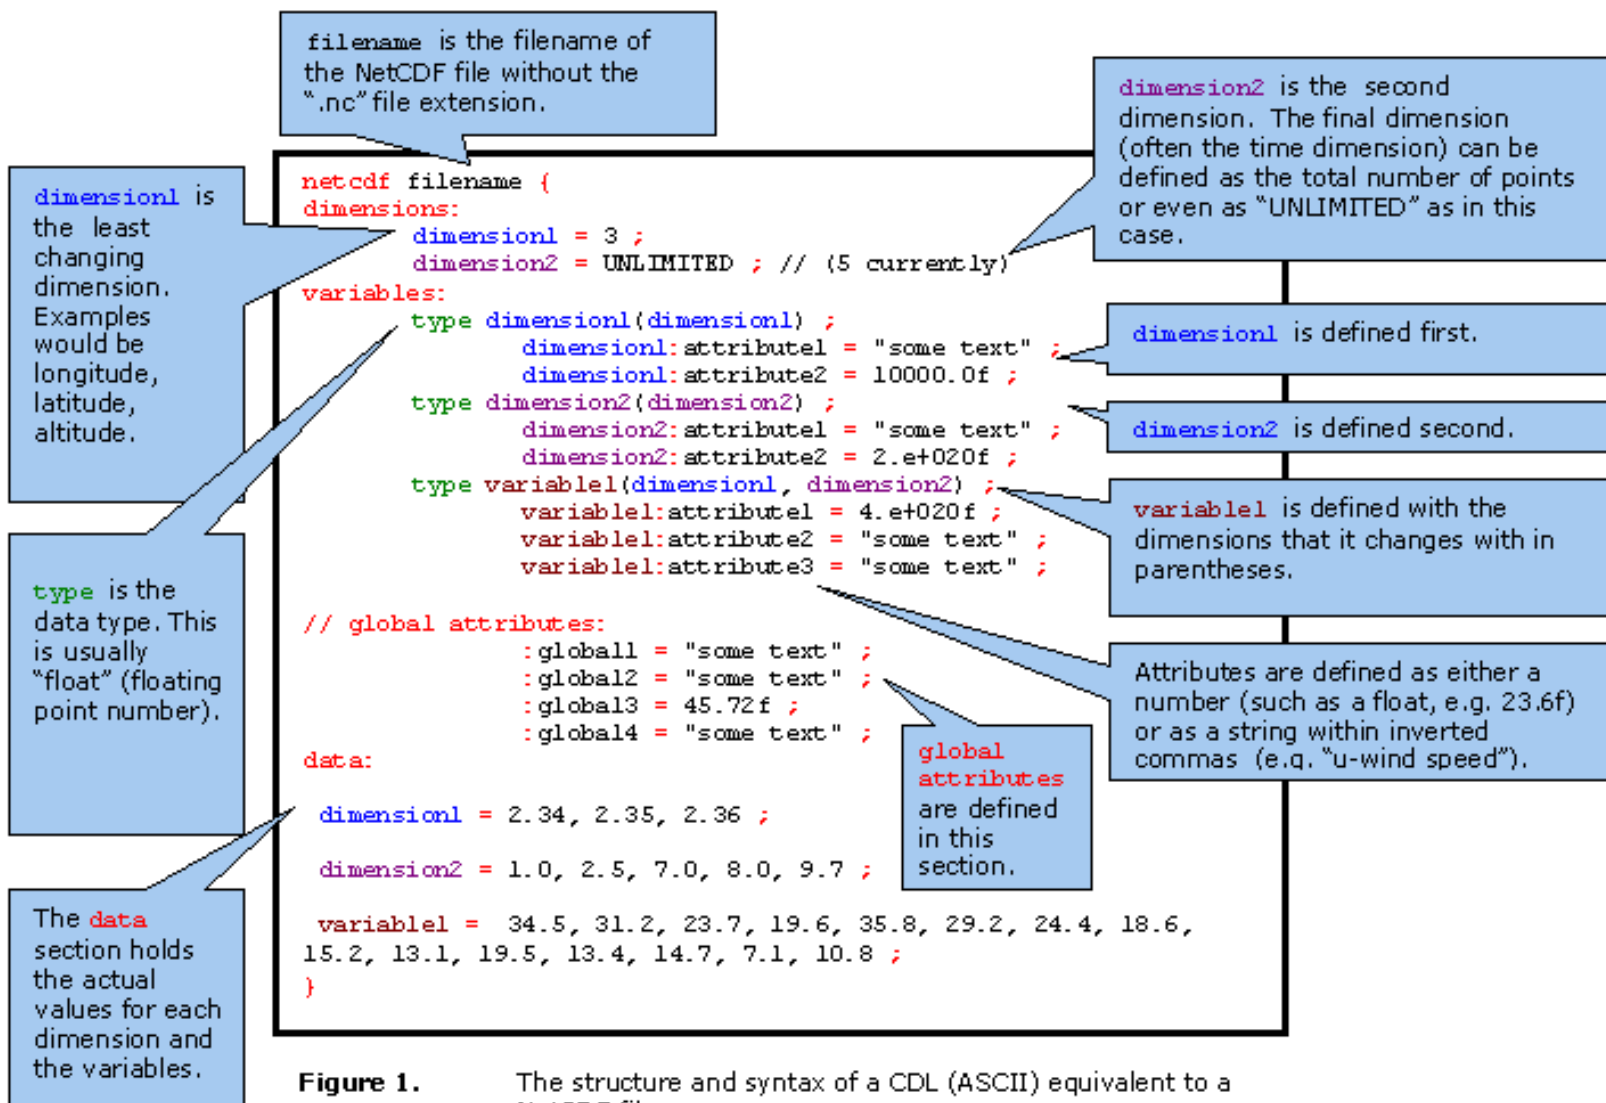 filename is the filename of
the NetCDF file without the
“.nc” file extension.
dimension1 is
the least
changing
dimension.
Examples
would be
longitude,
latitude,
altitude.
type is the
data type. This
is usually
“float” (floating
point number).
The data
section holds
the actual
values for each
dimension and
the variables.
netcdf filename {
dimensions:
dimension1 = 3 ;
dimension2 = UNLIMITED ; // (5 currently)
variables:
type dimension1(dimension1) ;
dimension1:attribute1 = "some text" ;
dimension1:attribute2 = 10000.0f ;
type dimension2(dimension2) ;
dimension2:attribute1 = "some text" ;
dimension2:attribute2 = 2.e+020f ;
type variable1(dimension1, dimension2) ;
variable1:attribute1 = 4.e+020f ;
variable1:attribute2 = "some text" ;
variable1:attribute3 = "some text" ;
// global attributes:
:global1 = "some text" ;
:global2 = "some text" ;
:global3 = 45.72f ;
:global4 = "some text" ;
data:
dimension1 = 2.34, 2.35, 2.36 ;
dimension2 = 1.0, 2.5, 7.0, 8.0, 9.7 ;
variable1 = 34.5, 31.2, 23.7, 19.6, 35.8, 29.2, 24.4, 18.6,
15.2, 13.1, 19.5, 13.4, 14.7, 7.1, 10.8 ;
}
dimension2 is the second
dimension. The final dimension
(often the time dimension) can be
defined as the total number of points
or even as “UNLIMITED” as in this
case.
dimension1 is defined first.
dimension2 is defined second.
variable1 is defined with the
dimensions that it changes with in
parentheses.
Attributes are defined as either a
number (such as a float, e.g. 23.6f)
or as a string within inverted
commas (e.g. “u-wind speed”).
global
attributes
are defined
in this
section.
Figure 1. The structure and syntax of a CDL (ASCII) equivalent to a